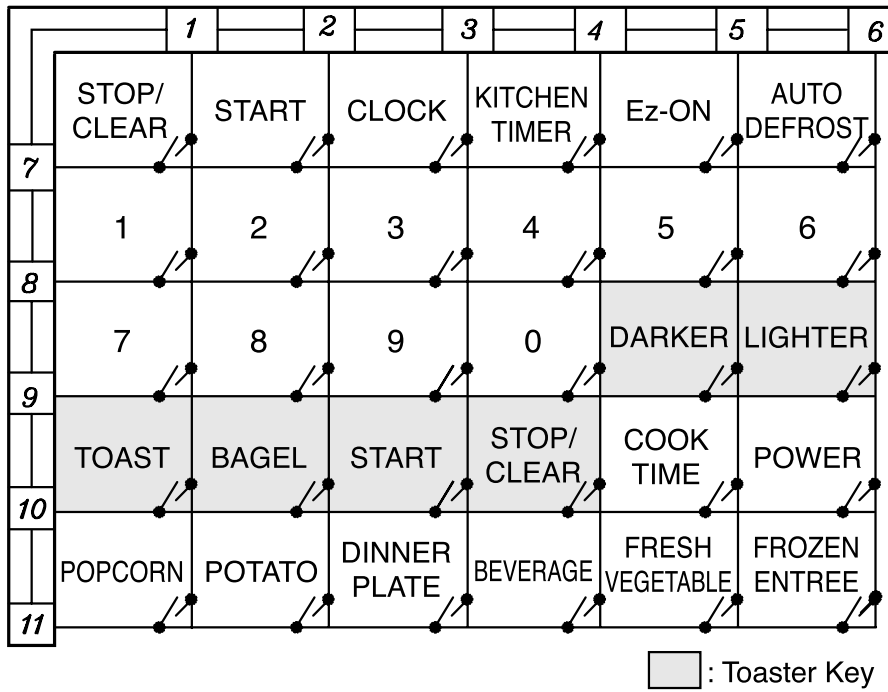 1 2 3 4 5 6
STOP/ CLEAR START CLOCK KITCHEN TIMER Ez-ON AUTO DEFROST
7
1 2 3 4 5 6
8
7 8 9 0 DARKER LIGHTER
9
TOAST BAGEL START STOP/ CLEAR COOK TIME POWER
10
POPCORN POTATO DINNER PLATE BEVERAGE FRESH VEGETABLE FROZEN ENTREE
11
: Toaster Key